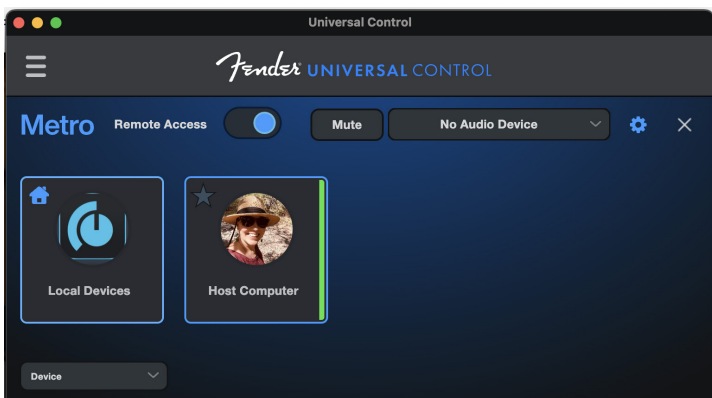 Universal Control
Fender UNIVERSAL CONTROL
Metro Remote Access Mute No Audio Device
Local Devices Host Computer
Device